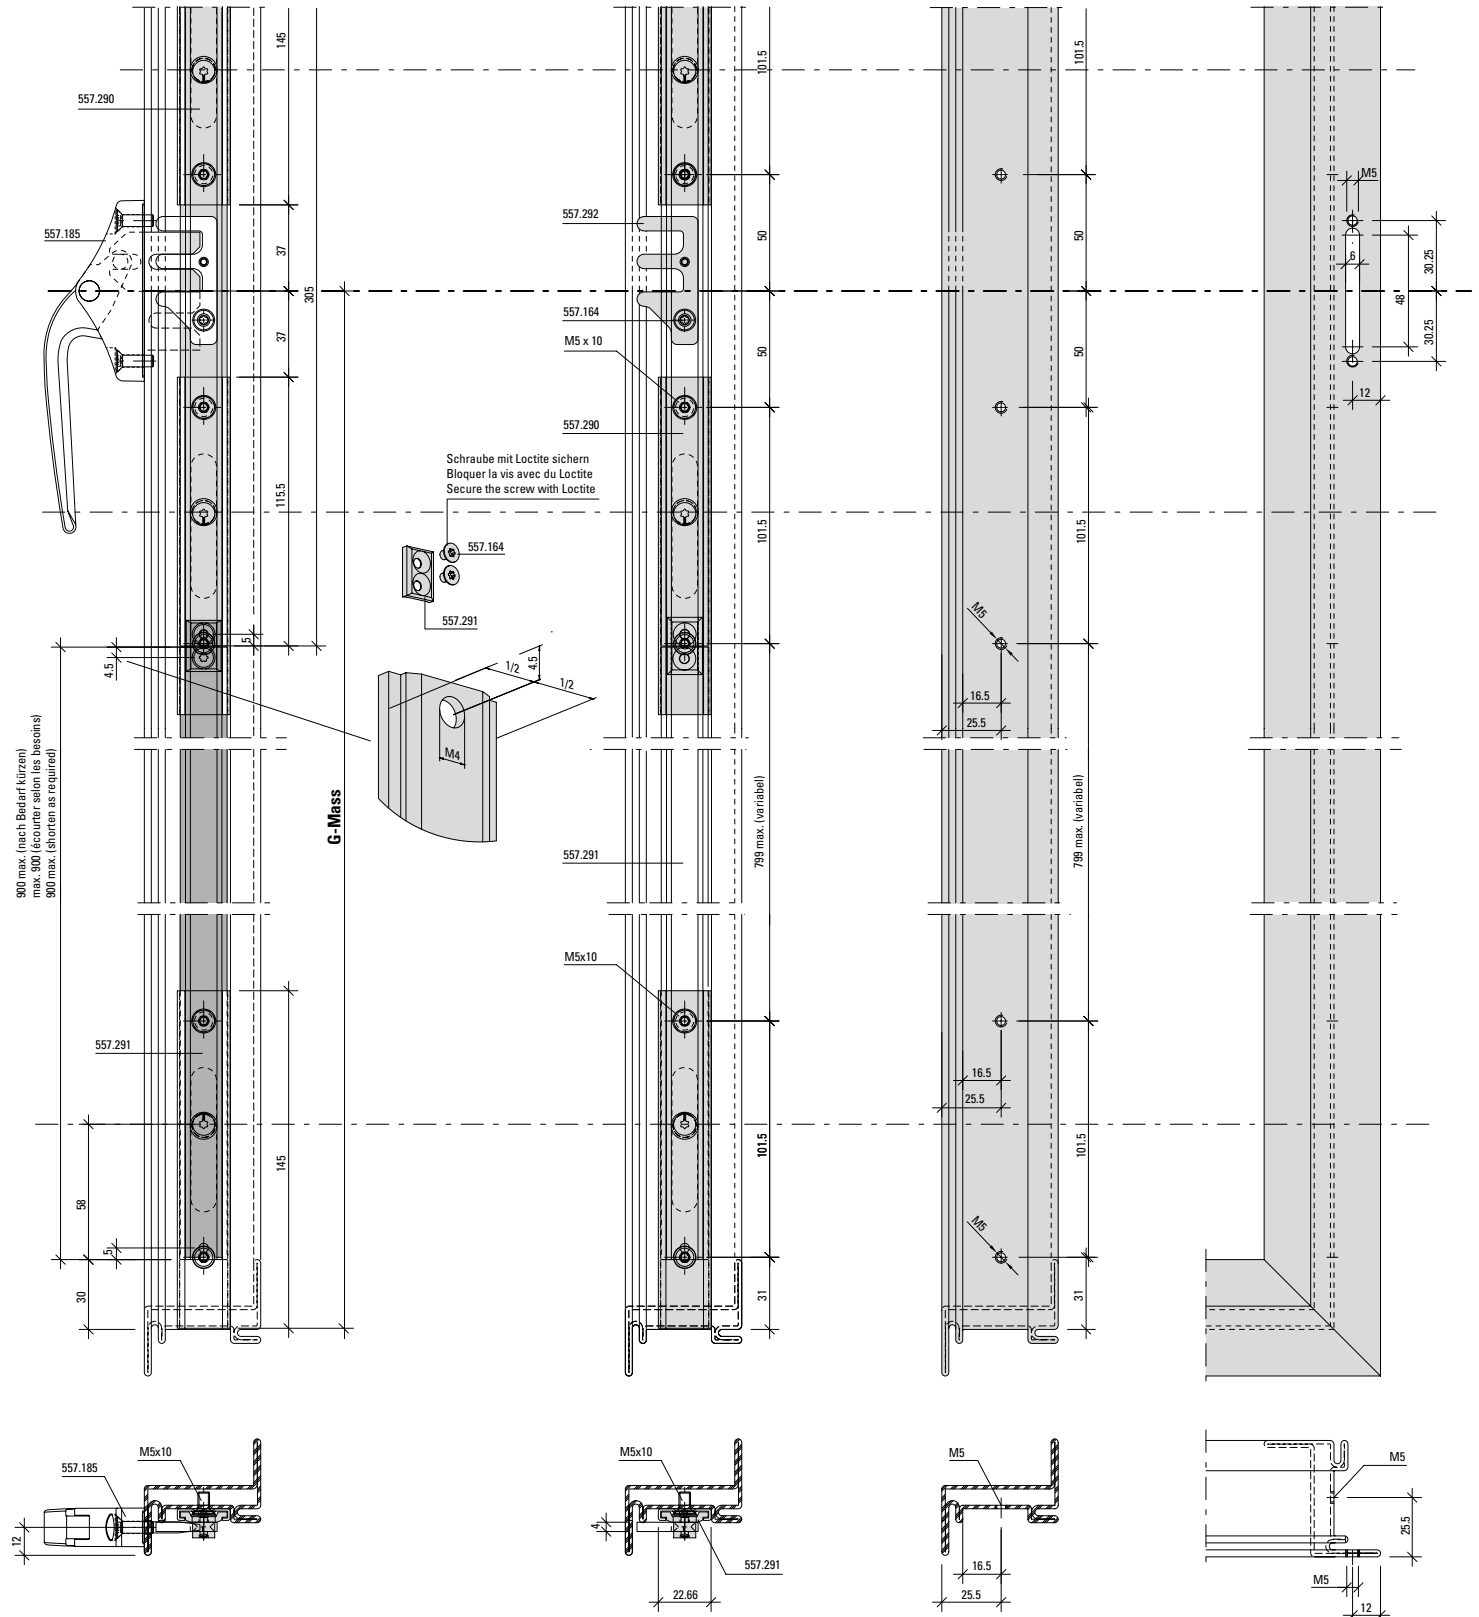 145
101.5
101.5
557.290
M5
557.185
557.292
37
305
50
50
6
30.25
48
557.164
37
M5 x 10
50
50
30.25
12
557.290
Schraube mit Loctite sichern
Bloquer la vis avec du Loctite
Secure the screw with Loctite
115.5
101.5
101.5
557.164
557.291
M5
5
4.5
1/2
4.5
1/2
M4
16.5
25.5
900 max. (nach Bedarf kürzen)
max. 900 (écourter selon les besoins)
900 max. (shorten as required)
G-Mass
799 max. (variabel)
799 max. (variabel)
557.291
M5x10
557.291
16.5
25.5
58
145
101.5
101.5
5
M5
30
31
31
M5x10
557.185
12
M5x10
4
557.291
22.66
M5
16.5
25.5
M5
25.5
M5
12